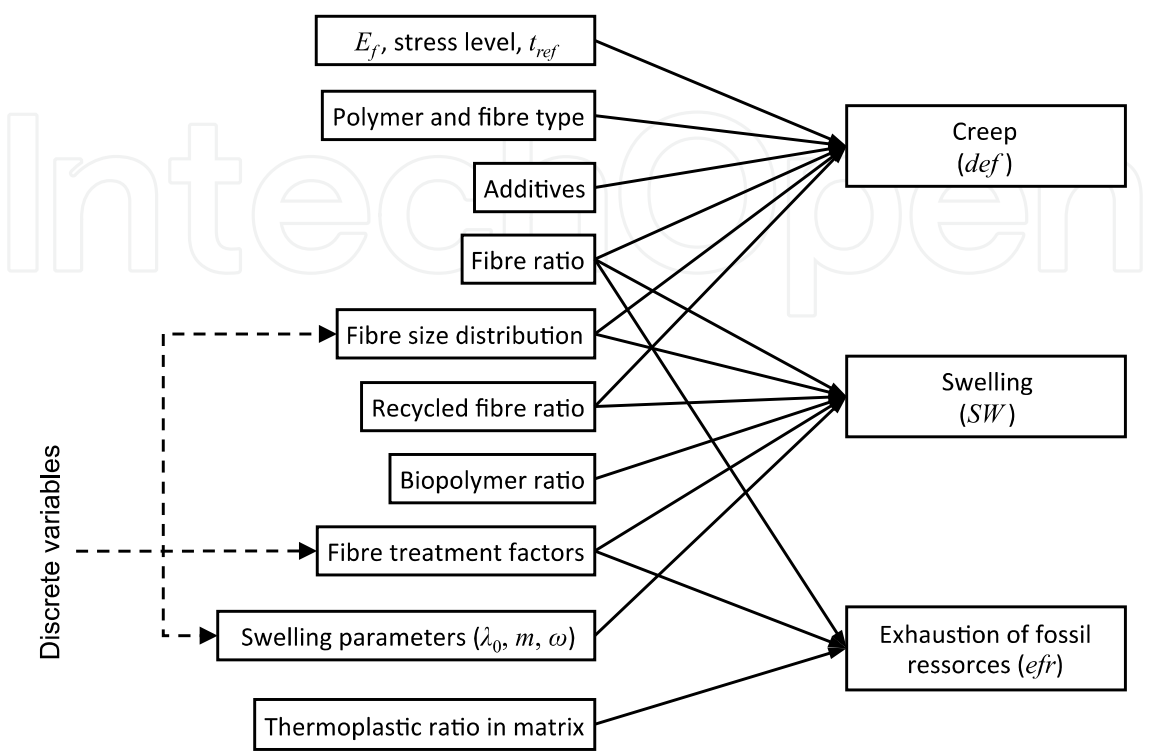 E_f, stress level, t_ref
Polymer and fibre type
Additives
Fibre ratio
Fibre size distribution
Recycled fibre ratio
Biopolymer ratio
Fibre treatment factors
Swelling parameters (λ₀, m, ω)
Thermoplastic ratio in matrix
Discrete variables
Creep
(def)
Swelling
(SW)
Exhaustion of fossil
ressorces (efr)
IntechOpen